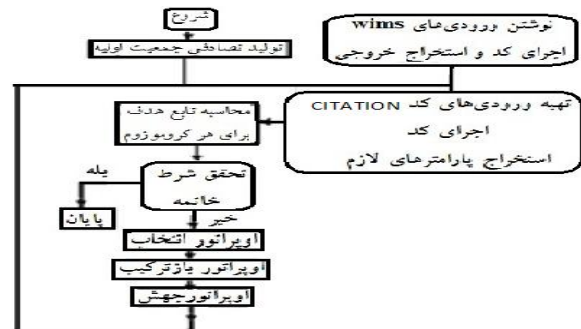 شروع
تولید تصادفی جمعیت اولیه
نوشتن ورودی‌های wims
اجرای کد و استخراج خروجی
تهیه ورودی‌های کد CITATION
اجرای کد
استخراج پارامترهای لازم
محاسبه تابع هدف
برای هر کروموزوم
تحقق شرط
خاتمه
بله
پایان
خیر
اوپراتور انتخاب
اوپراتور بازترکیب
اوپراتورجهش